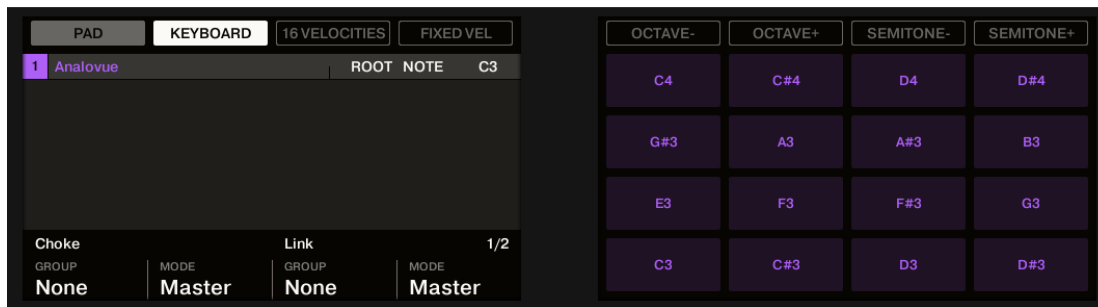 PAD KEYBOARD 16 VELOCITIES FIXED VEL
1 Analovue ROOT NOTE C3
Choke Link 1/2
GROUP MODE GROUP MODE
None Master None Master
OCTAVE- OCTAVE+ SEMITONE- SEMITONE+
C4 C#4 D4 D#4
G#3 A3 A#3 B3
E3 F3 F#3 G3
C3 C#3 D3 D#3